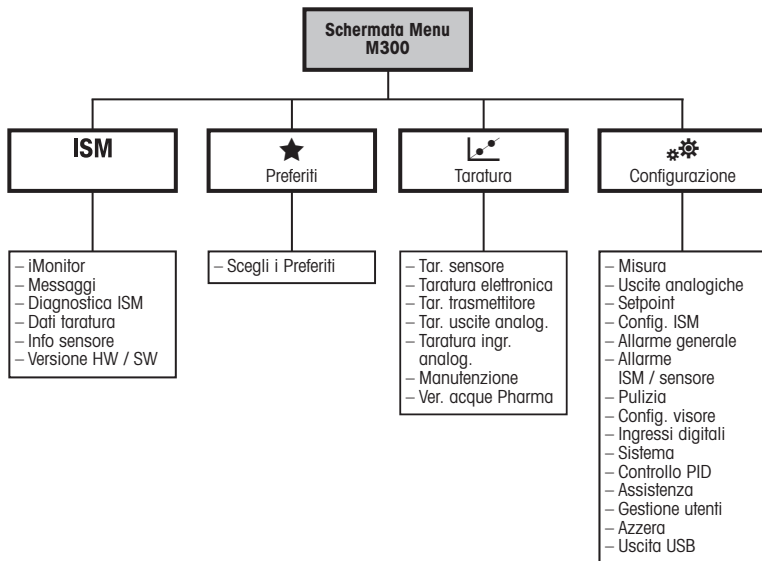 Schermata Menu
M300
ISM
Preferiti
Taratura
Configurazione
– iMonitor
– Messaggi
– Diagnostica ISM
– Dati taratura
– Info sensore
– Versione HW / SW
– Scegli i Preferiti
– Tar. sensore
– Taratura elettronica
– Tar. trasmettitore
– Tar. uscite analog.
– Taratura ingr.
analog.
– Manutenzione
– Ver. acque Pharma
– Misura
– Uscite analogiche
– Setpoint
– Config. ISM
– Allarme generale
– Allarme
ISM / sensore
– Pulizia
– Config. visore
– Ingressi digitali
– Sistema
– Controllo PID
– Assistenza
– Gestione utenti
– Azzera
– Uscita USB